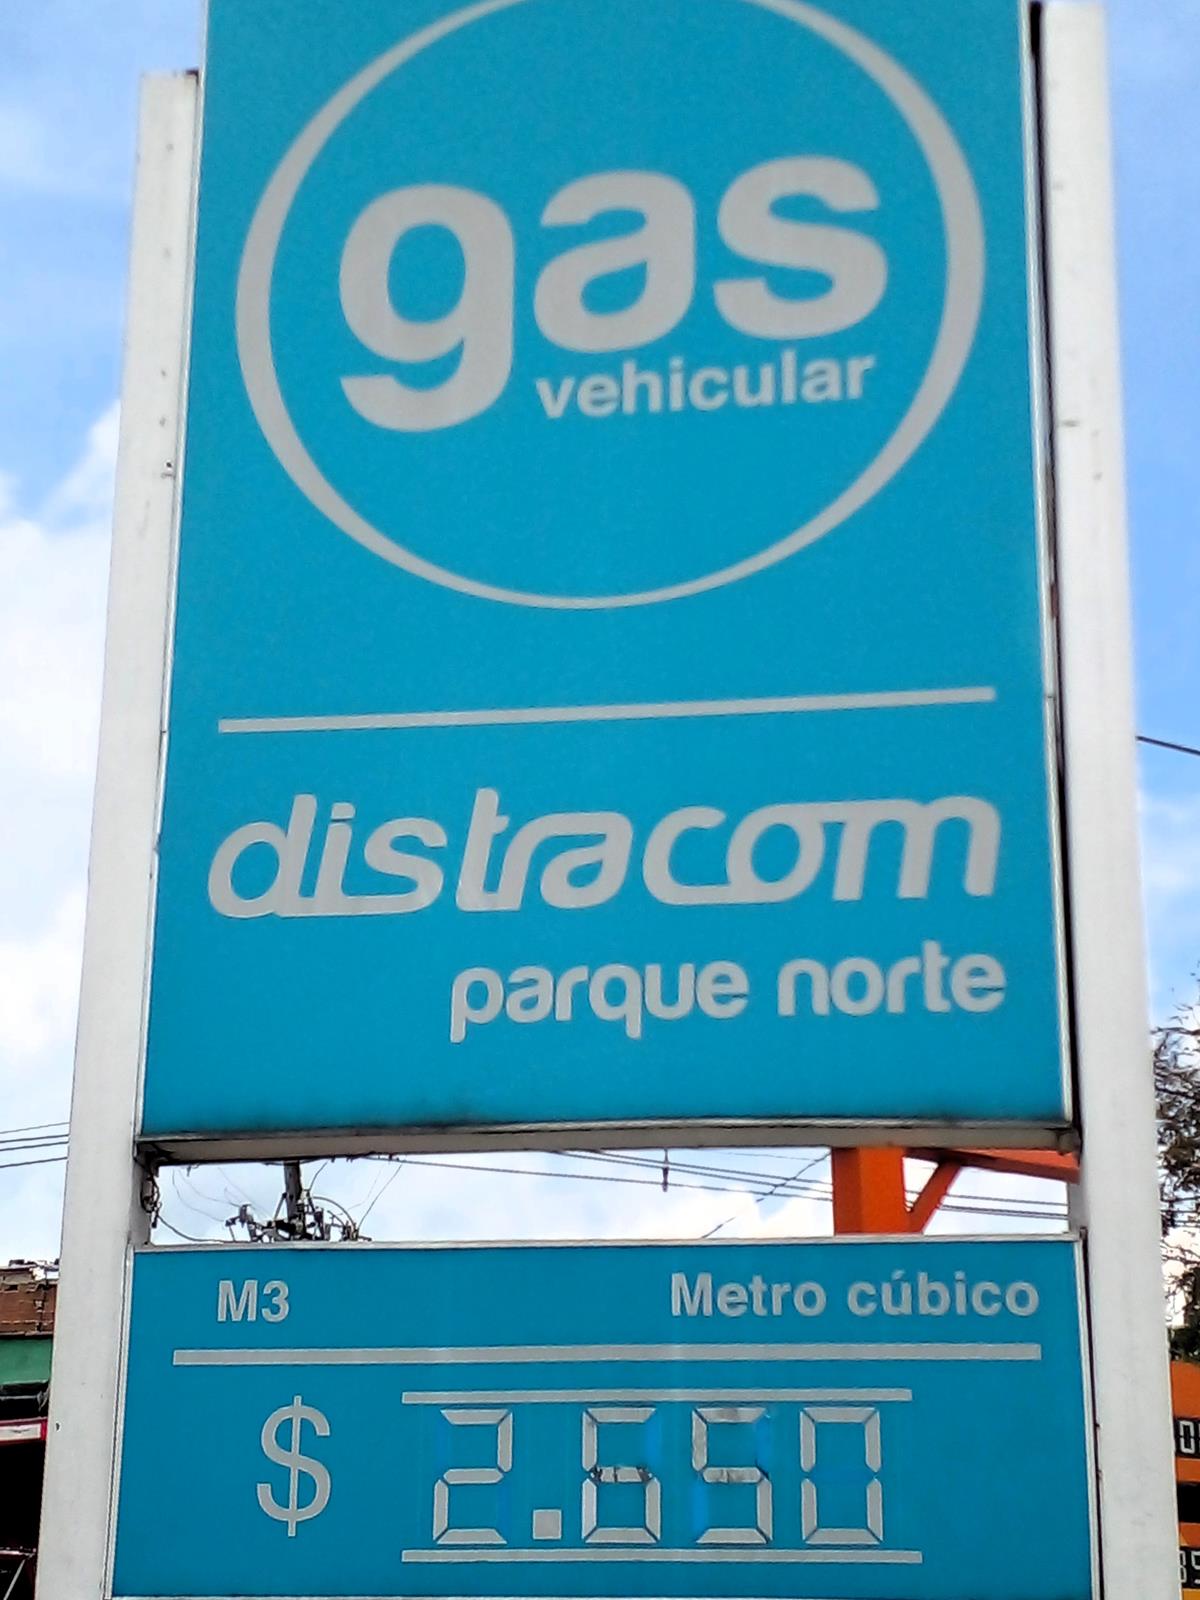 gas
vehicular
distracom
parque norte
M3 Metro cúbico
$ 2.650